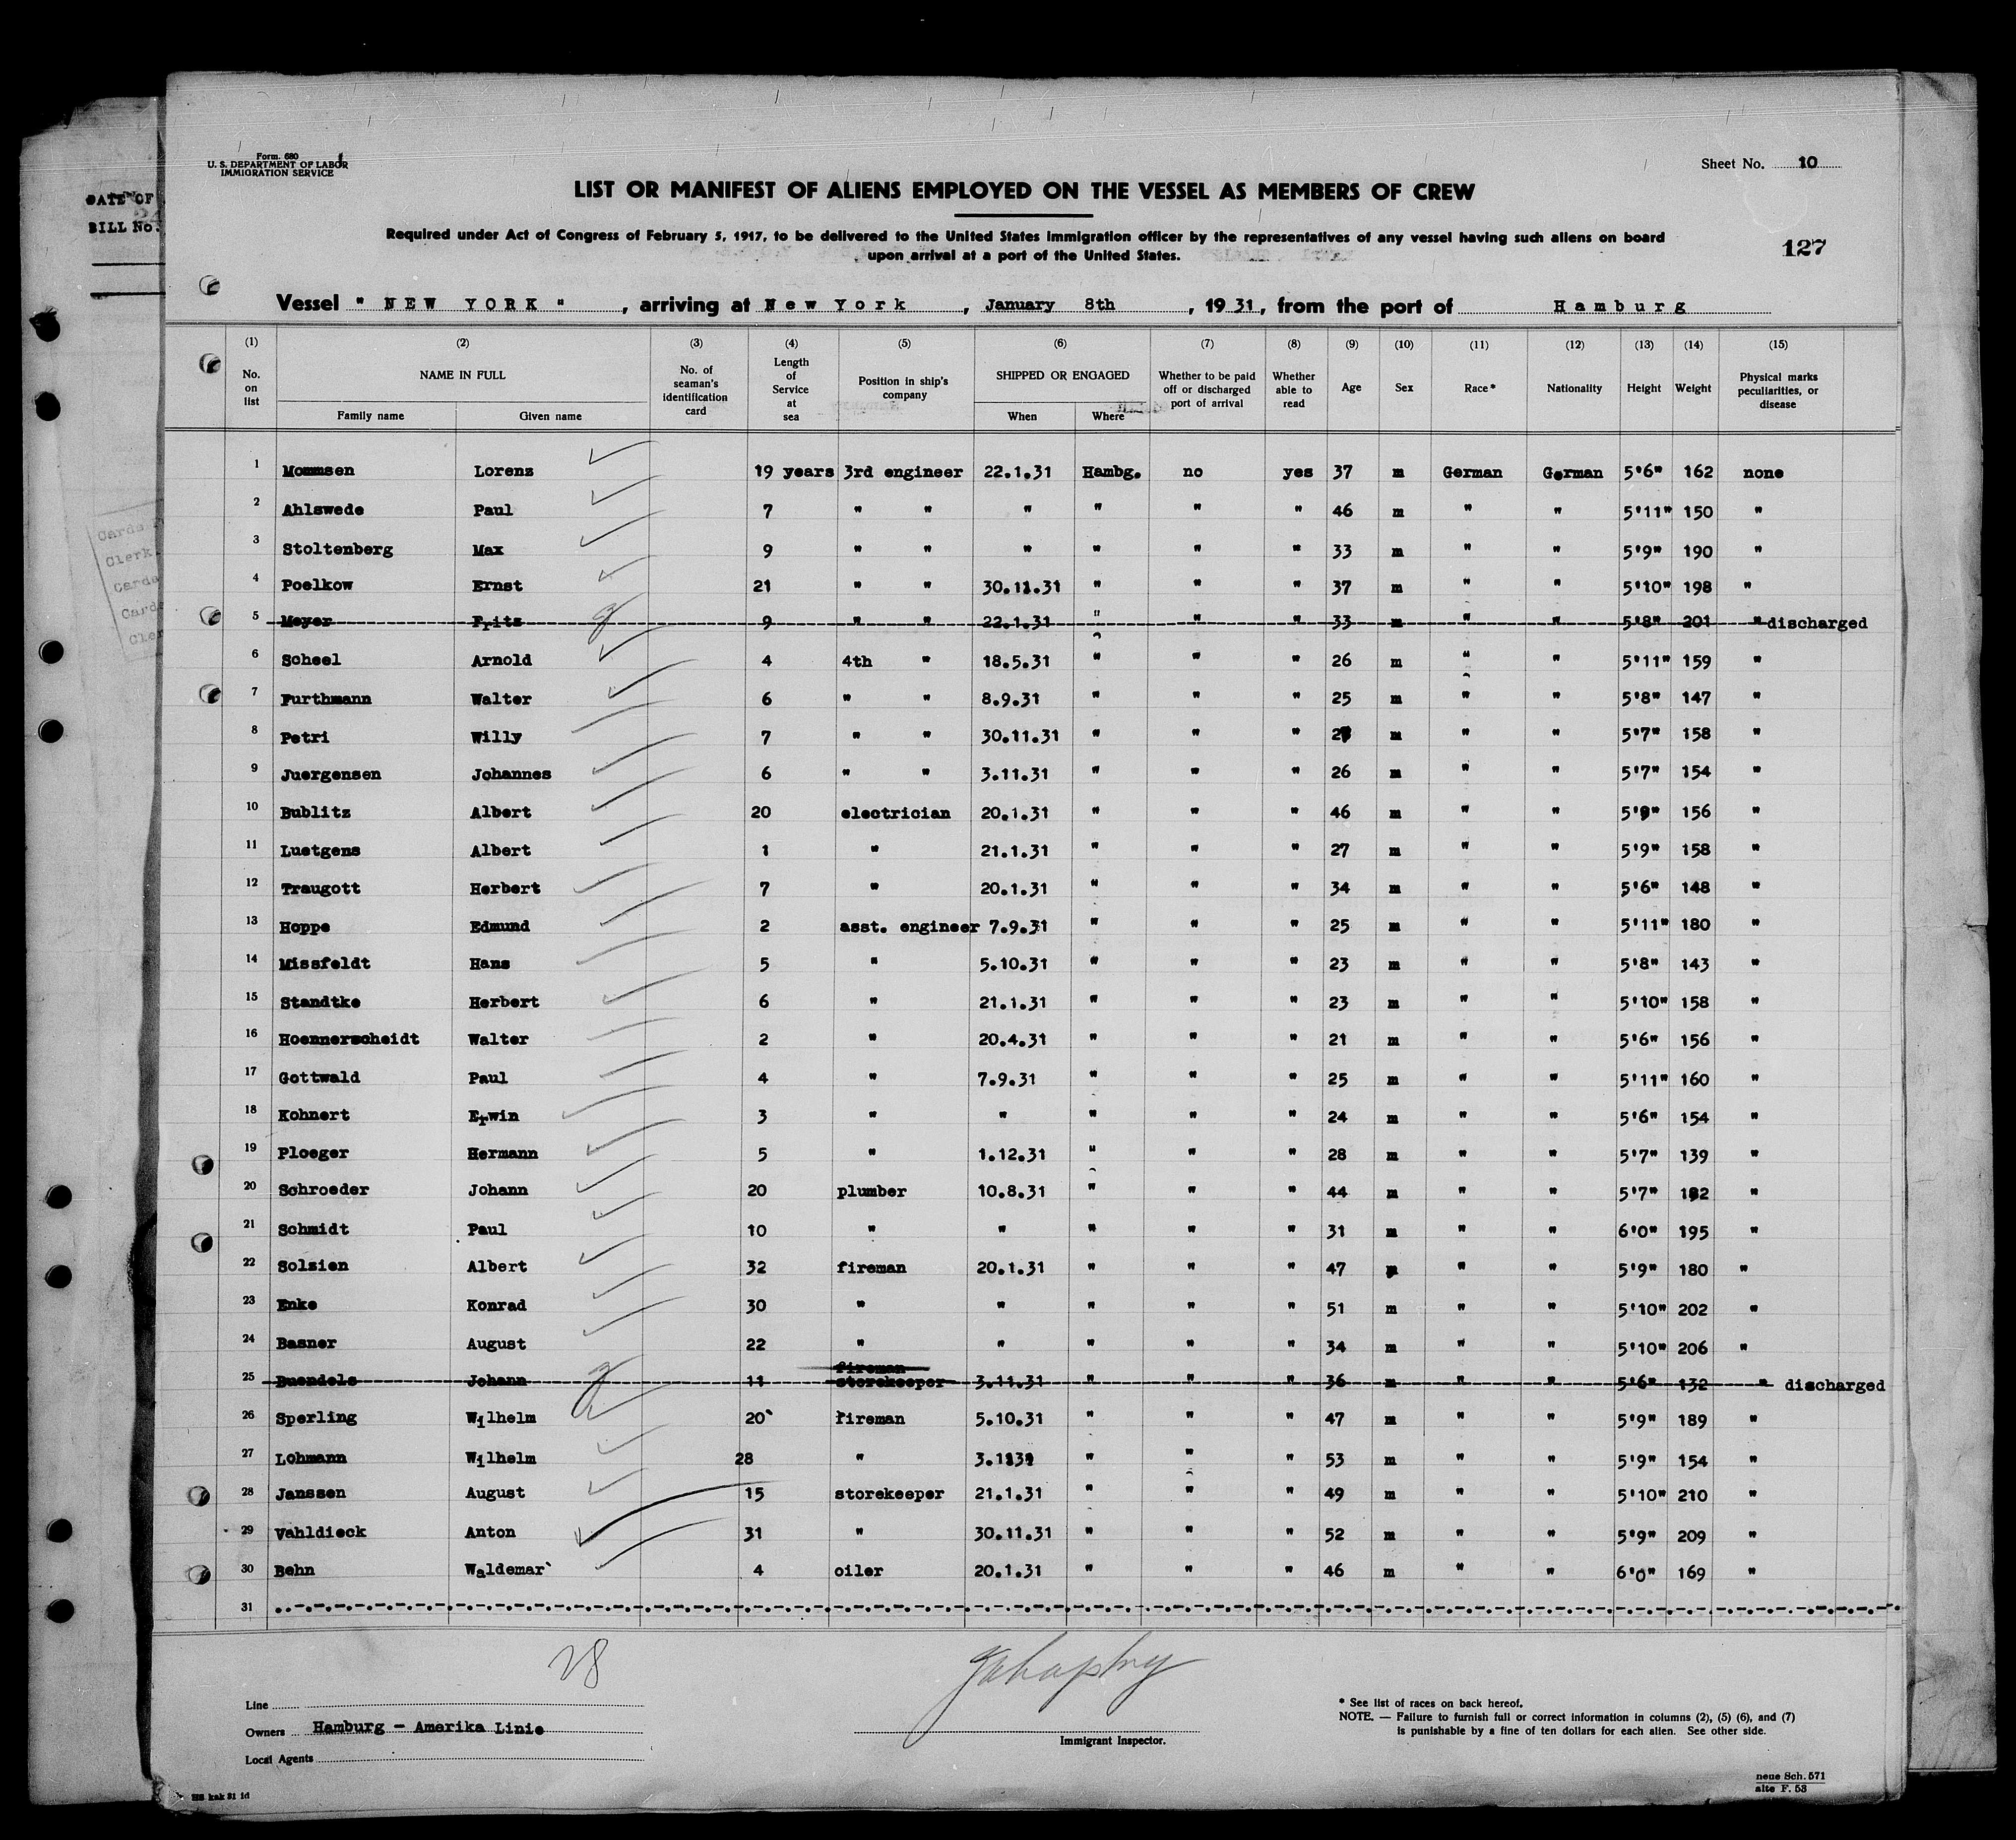 Form. 680
U. S. DEPARTMENT OF LABOR
IMMIGRATION SERVICE
Sheet No. 10
LIST OR MANIFEST OF ALIENS EMPLOYED ON THE VESSEL AS MEMBERS OF CREW
Required under Act of Congress of February 5, 1917, to be delivered to the United States immigration officer by the representatives of any vessel having such aliens on board
upon arrival at a port of the United States.
127
DATE OF
BILL No.
Vessel " NEW YORK " , arriving at New York , January 8th , 19 31, from the port of Hamburg
(1) (2) (3) (4) (5) (6) (7) (8) (9) (10) (11) (12) (13) (14) (15)
No. on list NAME IN FULL Family name Given name No. of seaman's identification card Length of Service at sea Position in ship's company SHIPPED OR ENGAGED When Where Whether to be paid off or discharged port of arrival Whether able to read Age Sex Race* Nationality Height Weight Physical marks peculiarities, or disease
1 Mommsen Lorenz 19 years 3rd engineer 22.1.31 Hambg. no yes 37 m German German 5'6" 162 none
2 Ahlswede Paul 7 " " " " " " 46 m " " 5'11" 150 "
3 Stoltenberg Max 9 " " " " " " 33 m " " 5'9" 190 "
4 Poelkow Ernst 21 " " 30.11.31 " " " 37 m " " 5'10" 198 "
5 Meyer Fritz 9 " " 22.1.31 " " " 33 m " " 5'8" 201 " discharged
6 Scheel Arnold 4 4th " 18.5.31 " " " 26 m " " 5'11" 159 "
7 Furthmann Walter 6 " " 8.9.31 " " " 25 m " " 5'8" 147 "
8 Petri Willy 7 " " 30.11.31 " " " m " " 5'7" 158 "
9 Juergensen Johannes 6 " " 3.11.31 " " " 26 m " " 5'7" 154 "
10 Bublitz Albert 20 electrician 20.1.31 " " " 46 m " " 5'9" 156 "
11 Luetgens Albert 1 " 21.1.31 " " " 27 m " " 5'9" 158 "
12 Traugott Herbert 7 " 20.1.31 " " " 34 m " " 5'6" 148 "
13 Hoppe Edmund 2 asst. engineer 7.9.31 " " " 25 m " " 5'11" 180 "
14 Missfeldt Hans 5 " 5.10.31 " " " 23 m " " 5'8" 143 "
15 Standtke Herbert 6 " 21.1.31 " " " 23 m " " 5'10" 158 "
16 Hoennerscheidt Walter 2 " 20.4.31 " " " 21 m " " 5'6" 156 "
17 Gottwald Paul 4 " 7.9.31 " " " 25 m " " 5'11" 160 "
18 Kohnert Erwin 3 " " " " " 24 m " " 5'6" 154 "
19 Ploeger Hermann 5 " 1.12.31 " " " 28 m " " 5'7" 139 "
20 Schroeder Johann 20 plumber 10.8.31 " " " 44 m " " 5'7" 182 "
21 Schmidt Paul 10 " " " " " 31 m " " 6'0" 195 "
22 Solzien Albert 32 fireman 20.1.31 " " " 47 m " " 5'9" 180 "
23 Enke Konrad 30 " " " " " 51 m " " 5'10" 202 "
24 Basner August 22 " " " " " 34 m " " 5'10" 206 "
25 Buendels Johann 11 fireman storekeeper 3.11.31 " " " 36 m " " 5'6" 132 " discharged
26 Sperling Wilhelm 20 fireman 5.10.31 " " " 47 m " " 5'9" 189 "
27 Lohmann Wilhelm 28 " 3.1131 " " " 53 m " " 5'9" 154 "
28 Janssen August 15 storekeeper 21.1.31 " " " 49 m " " 5'10" 210 "
29 Vahldieck Anton 31 " 30.11.31 " " " 52 m " " 5'9" 209 "
30 Behn Waldemar 4 oiler 20.1.31 " " " 46 m " " 6'0" 169 "
31
28
Line
Owners Hamburg - Amerika Linie
Local Agents
Immigrant Inspector.
* See list of races on back hereof.
NOTE. — Failure to furnish full or correct information in columns (2), (5) (6), and (7)
is punishable by a fine of ten dollars for each alien. See other side.
neue Sch. 571
alte F. 53
HS kak 31 1d
Cards
Clerk
Cards
Cards
Cler